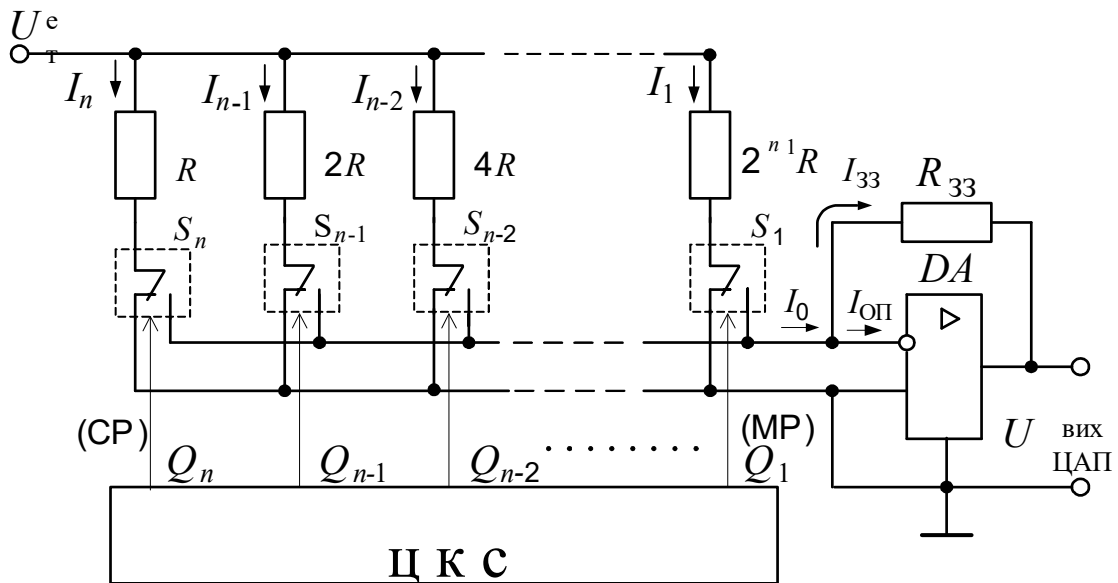 U ет
I n I n-1 I n-2 I 1
R 2R 4R 2 n 1 R I ЗЗ R ЗЗ
S n S n-1 S n-2 S 1 DA
I 0 I ОП
(СР) (МР) U вих
Q n Q n-1 Q n-2 ........ Q 1 ЦАП
ц к с